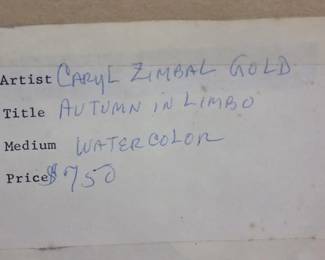 Artist CARYL ZIMBAL GOLD
Title AUTUMN IN LIMBO
Medium WATERCOLOR
Price $750